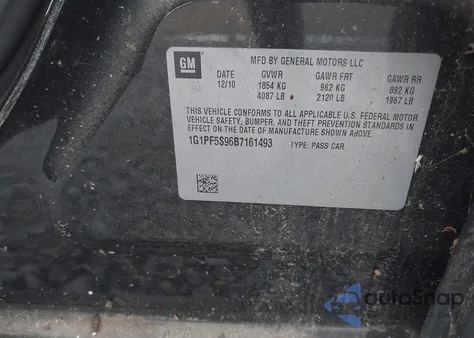 GM
MFD BY GENERAL MOTORS LLC
DATE GVWR GAWR FRT GAWR RR
12/10 1854 KG 962 KG 892 KG
4087 LB 2120 LB 1967 LB
THIS VEHICLE CONFORMS TO ALL APPLICABLE U.S. FEDERAL MOTOR
VEHICLE SAFETY, BUMPER, AND THEFT PREVENTION STANDARDS IN
EFFECT ON THE DATE OF MANUFACTURE SHOWN ABOVE.
1G1PF5S96B7161493 TYPE: PASS CAR
autoSnap